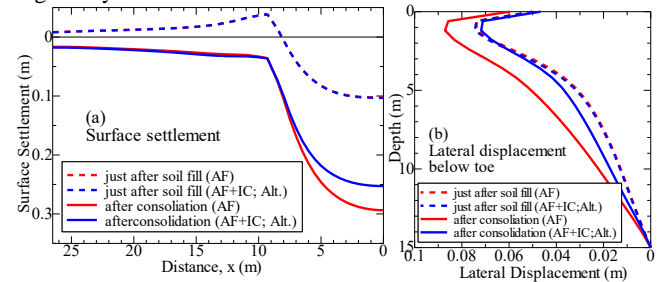 0
0.1
0.2
0.3
Surface Settlement (m)
(a)
Surface settlement
just after soil fill (AF)
just after soil fill (AF+IC; Alt.)
after consolidation (AF)
afterconsolidation (AF+IC; Alt.)
25 20 15 10 5 0
Distance, x (m)
0
5
10
15
Depth (m)
(b)
Lateral displacement
below toe
just after soil fill (AF)
just after soil fill (AF+IC;Alt.)
after consoliation (AF)
after consodidation (AF+IC;Alt.)
0.1 0.08 0.06 0.04 0.02 0
Lateral Displacement (m)